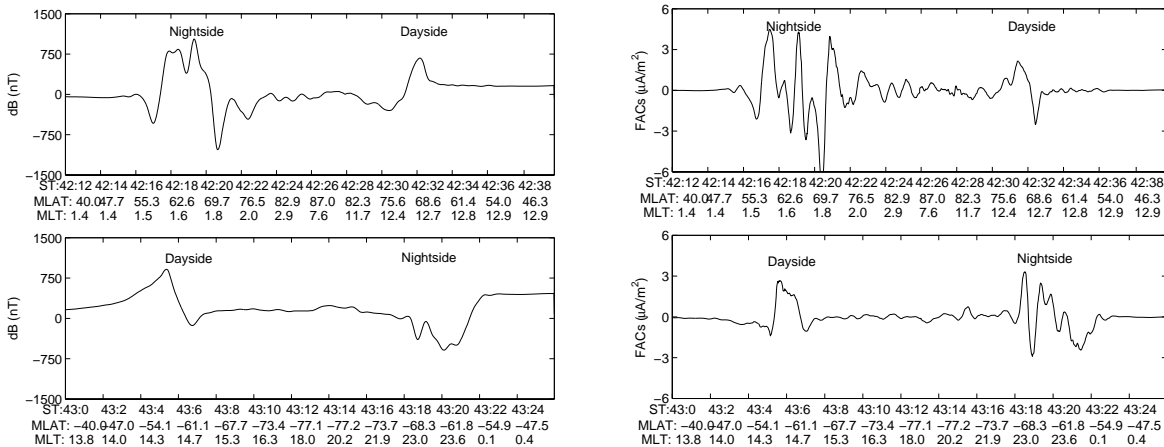 1500
750
0
−750
−1500
dB (nT)
Nightside
Dayside
ST:42:12 42:14 42:16 42:18 42:20 42:22 42:24 42:26 42:28 42:30 42:32 42:34 42:36 42:38
MLAT: 40.0 47.7 55.3 62.6 69.7 76.5 82.9 87.0 82.3 75.6 68.6 61.4 54.0 46.3
MLT: 1.4 1.4 1.5 1.6 1.8 2.0 2.9 7.6 11.7 12.4 12.7 12.8 12.9 12.9
6
3
0
−3
−6
FACs (μA/m²)
Nightside
Dayside
ST:42:12 42:14 42:16 42:18 42:20 42:22 42:24 42:26 42:28 42:30 42:32 42:34 42:36 42:38
MLAT: 40.0 47.7 55.3 62.6 69.7 76.5 82.9 87.0 82.3 75.6 68.6 61.4 54.0 46.3
MLT: 1.4 1.4 1.5 1.6 1.8 2.0 2.9 7.6 11.7 12.4 12.7 12.8 12.9 12.9
1500
750
0
−750
−1500
dB (nT)
Dayside
Nightside
ST:43:0 43:2 43:4 43:6 43:8 43:10 43:12 43:14 43:16 43:18 43:20 43:22 43:24
MLAT: −40.0 −47.0 −54.1 −61.1 −67.7 −73.4 −77.1 −77.2 −73.7 −68.3 −61.8 −54.9 −47.5
MLT: 13.8 14.0 14.3 14.7 15.3 16.3 18.0 20.2 21.9 23.0 23.6 0.1 0.4
6
3
0
−3
−6
FACs (μA/m²)
Dayside
Nightside
ST:43:0 43:2 43:4 43:6 43:8 43:10 43:12 43:14 43:16 43:18 43:20 43:22 43:24
MLAT: −40.0 −47.0 −54.1 −61.1 −67.7 −73.4 −77.1 −77.2 −73.7 −68.3 −61.8 −54.9 −47.5
MLT: 13.8 14.0 14.3 14.7 15.3 16.3 18.0 20.2 21.9 23.0 23.6 0.1 0.4